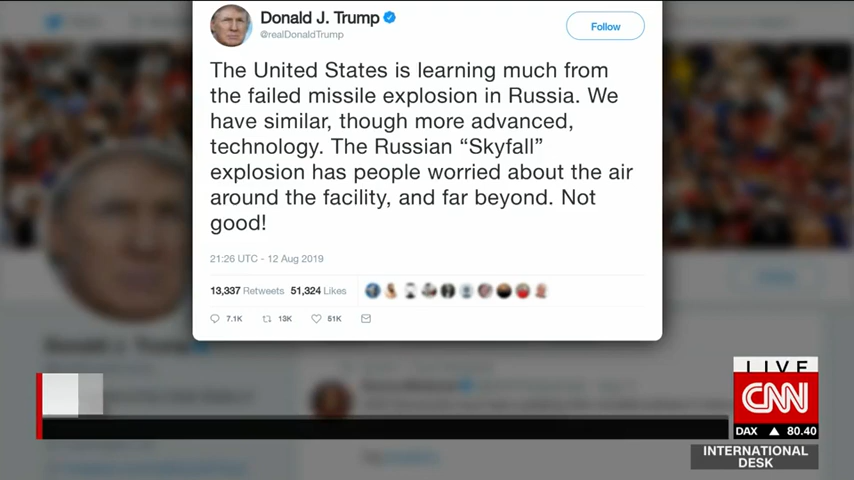 Donald J. Trump
@realDonaldTrump
Follow
The United States is learning much from
the failed missile explosion in Russia. We
have similar, though more advanced,
technology. The Russian “Skyfall”
explosion has people worried about the air
around the facility, and far beyond. Not
good!
21:26 UTC - 12 Aug 2019
13,337 Retweets 51,324 Likes
7.1K 13K 51K
LIVE
CNN
DAX ▲ 80.40
INTERNATIONAL
DESK